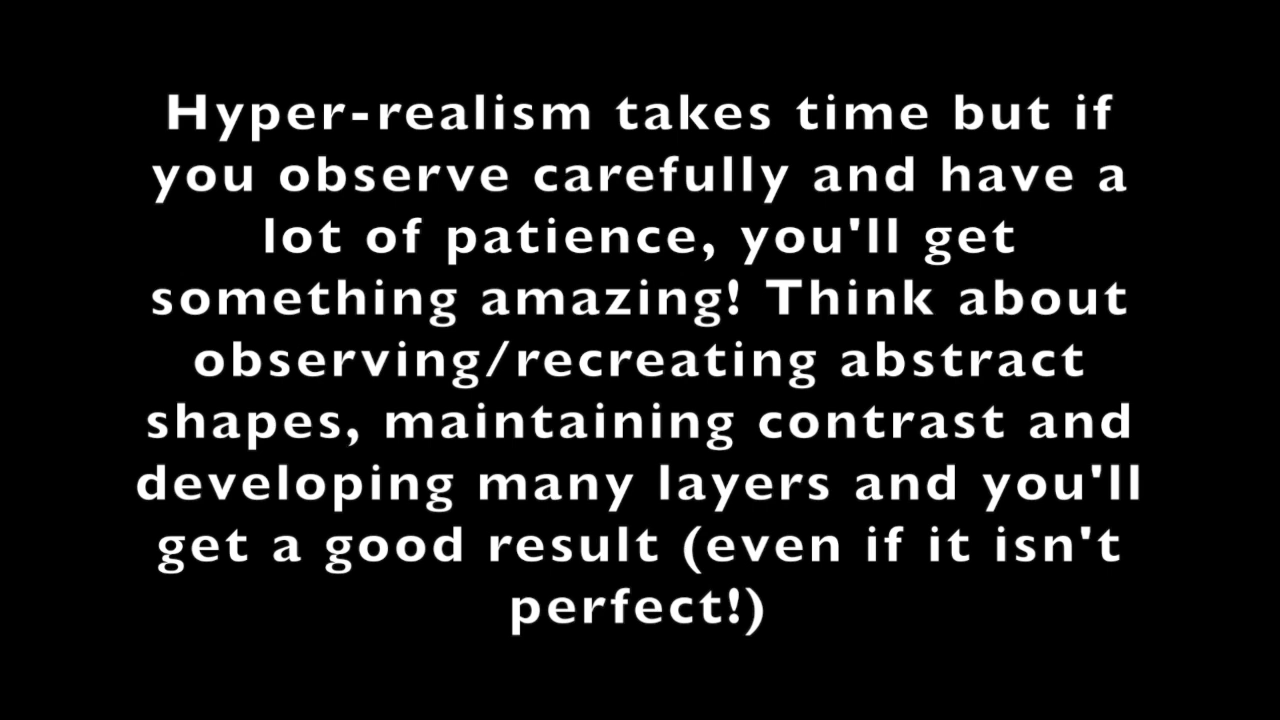 Hyper-realism takes time but if
you observe carefully and have a
lot of patience, you'll get
something amazing! Think about
observing/recreating abstract
shapes, maintaining contrast and
developing many layers and you'll
get a good result (even if it isn't
perfect!)